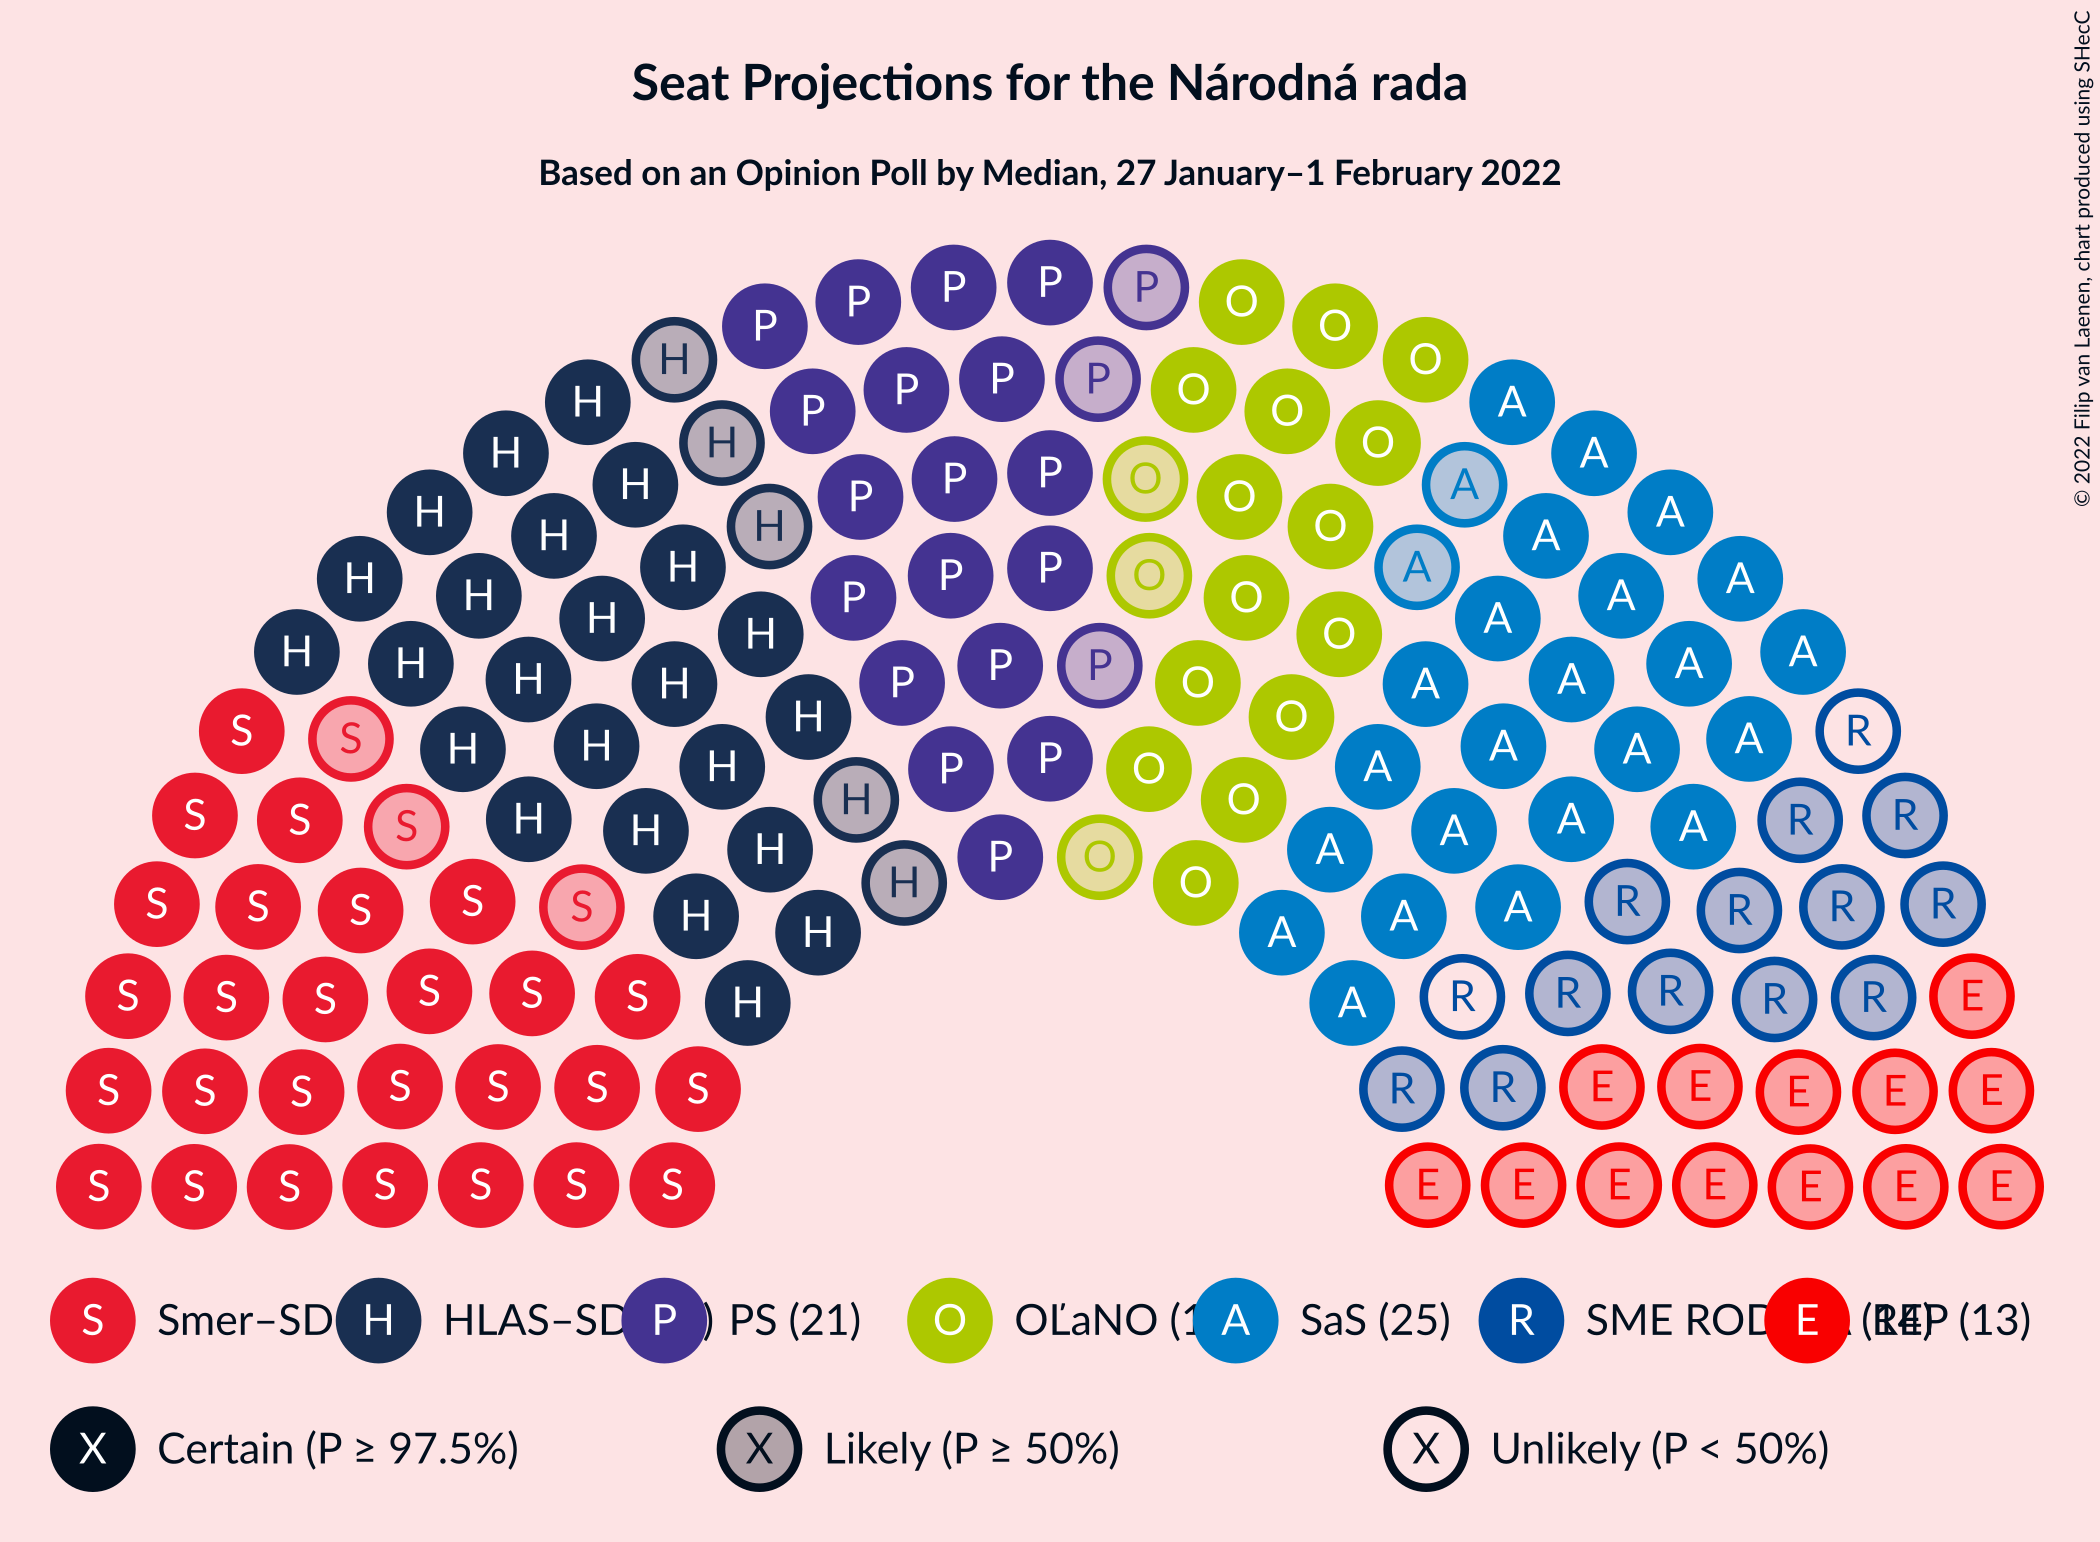 Seat Projections for the Národná rada
Based on an Opinion Poll by Median, 27 January–1 February 2022
© 2022 Filip van Laenen, chart produced using SHecC
P P P P P O O O
H P P P P O O O A
H H P P P O O O A A
H H H P P P O O O A A A
H H H H P P P O O O A A A A
H H H H H P P P O O O A A A A A
S S H H H H H P P O O A A A A A R
S S S H H H H P O O A A A A R R
S S S S S H H A A A R R R R
S S S S S S H A R R R R R E
S S S S S S S R R E E E E E
S S S S S S S E E E E E E E
S Smer–SD H HLAS–SD P ) PS (21) O OĽaNO (1 A SaS (25) R SME ROD (14) E REP (13)
X Certain (P ≥ 97.5%) X Likely (P ≥ 50%) X Unlikely (P < 50%)